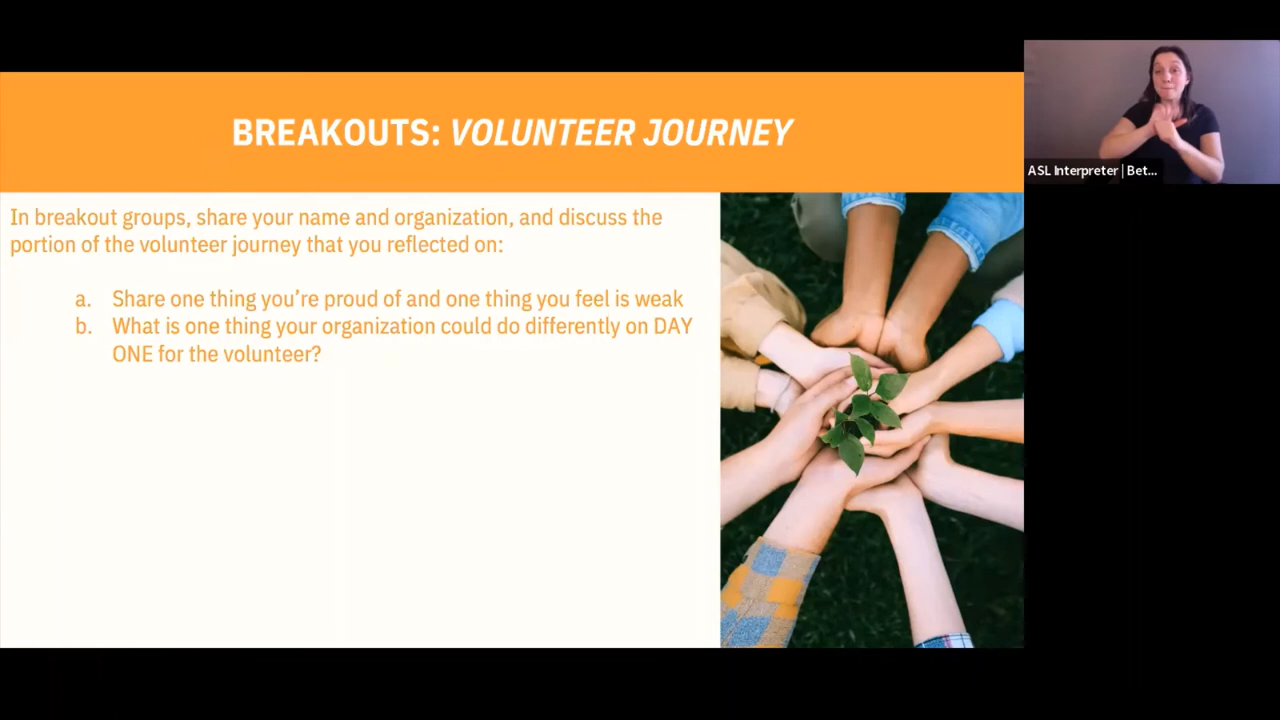 BREAKOUTS: VOLUNTEER JOURNEY
ASL Interpreter | Bet...
In breakout groups, share your name and organization, and discuss the
portion of the volunteer journey that you reflected on:
a. Share one thing you’re proud of and one thing you feel is weak
b. What is one thing your organization could do differently on DAY
ONE for the volunteer?